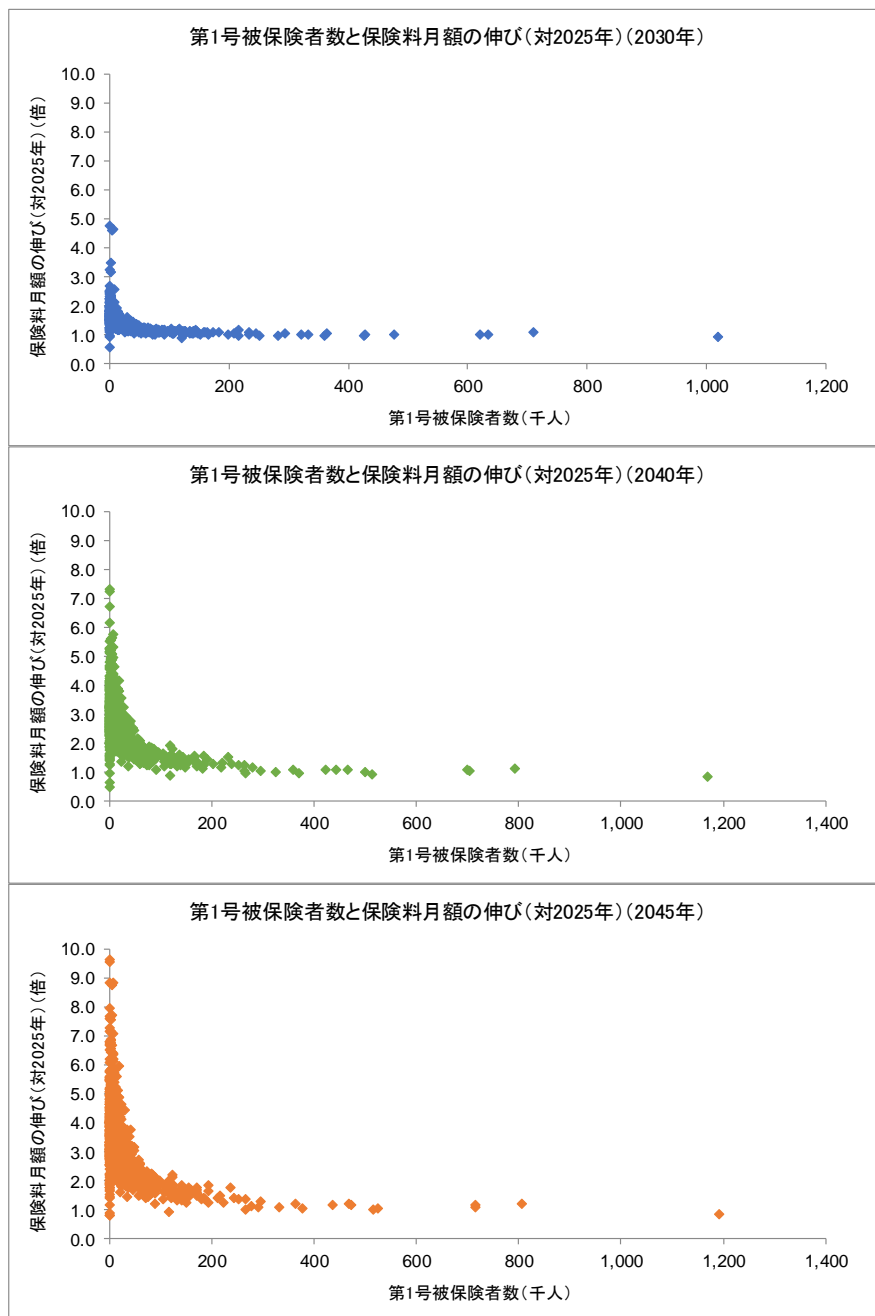 第1号被保険者数と保険料月額の伸び(対2025年)(2030年)
保険料月額の伸び(対2025年)(倍)
10.0
9.0
8.0
7.0
6.0
5.0
4.0
3.0
2.0
1.0
0.0
0 200 400 600 800 1,000 1,200
第1号被保険者数(千人)
第1号被保険者数と保険料月額の伸び(対2025年)(2040年)
保険料月額の伸び(対2025年)(倍)
10.0
9.0
8.0
7.0
6.0
5.0
4.0
3.0
2.0
1.0
0.0
0 200 400 600 800 1,000 1,200 1,400
第1号被保険者数(千人)
第1号被保険者数と保険料月額の伸び(対2025年)(2045年)
保険料月額の伸び(対2025年)(倍)
10.0
9.0
8.0
7.0
6.0
5.0
4.0
3.0
2.0
1.0
0.0
0 200 400 600 800 1,000 1,200 1,400
第1号被保険者数(千人)